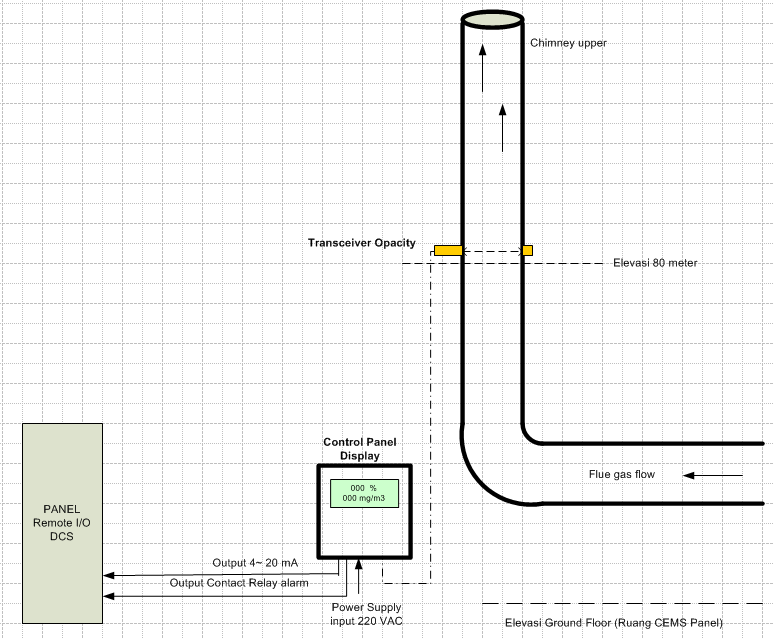 Chimney upper
Transceiver Opacity
Elevasi 80 meter
Control Panel
Display
Flue gas flow
000 %
000 mg/m3
PANEL
Remote I/O
DCS
Output 4~ 20 mA
Output Contact Relay alarm
Power Supply
input 220 VAC
Elevasi Ground Floor (Ruang CEMS Panel)